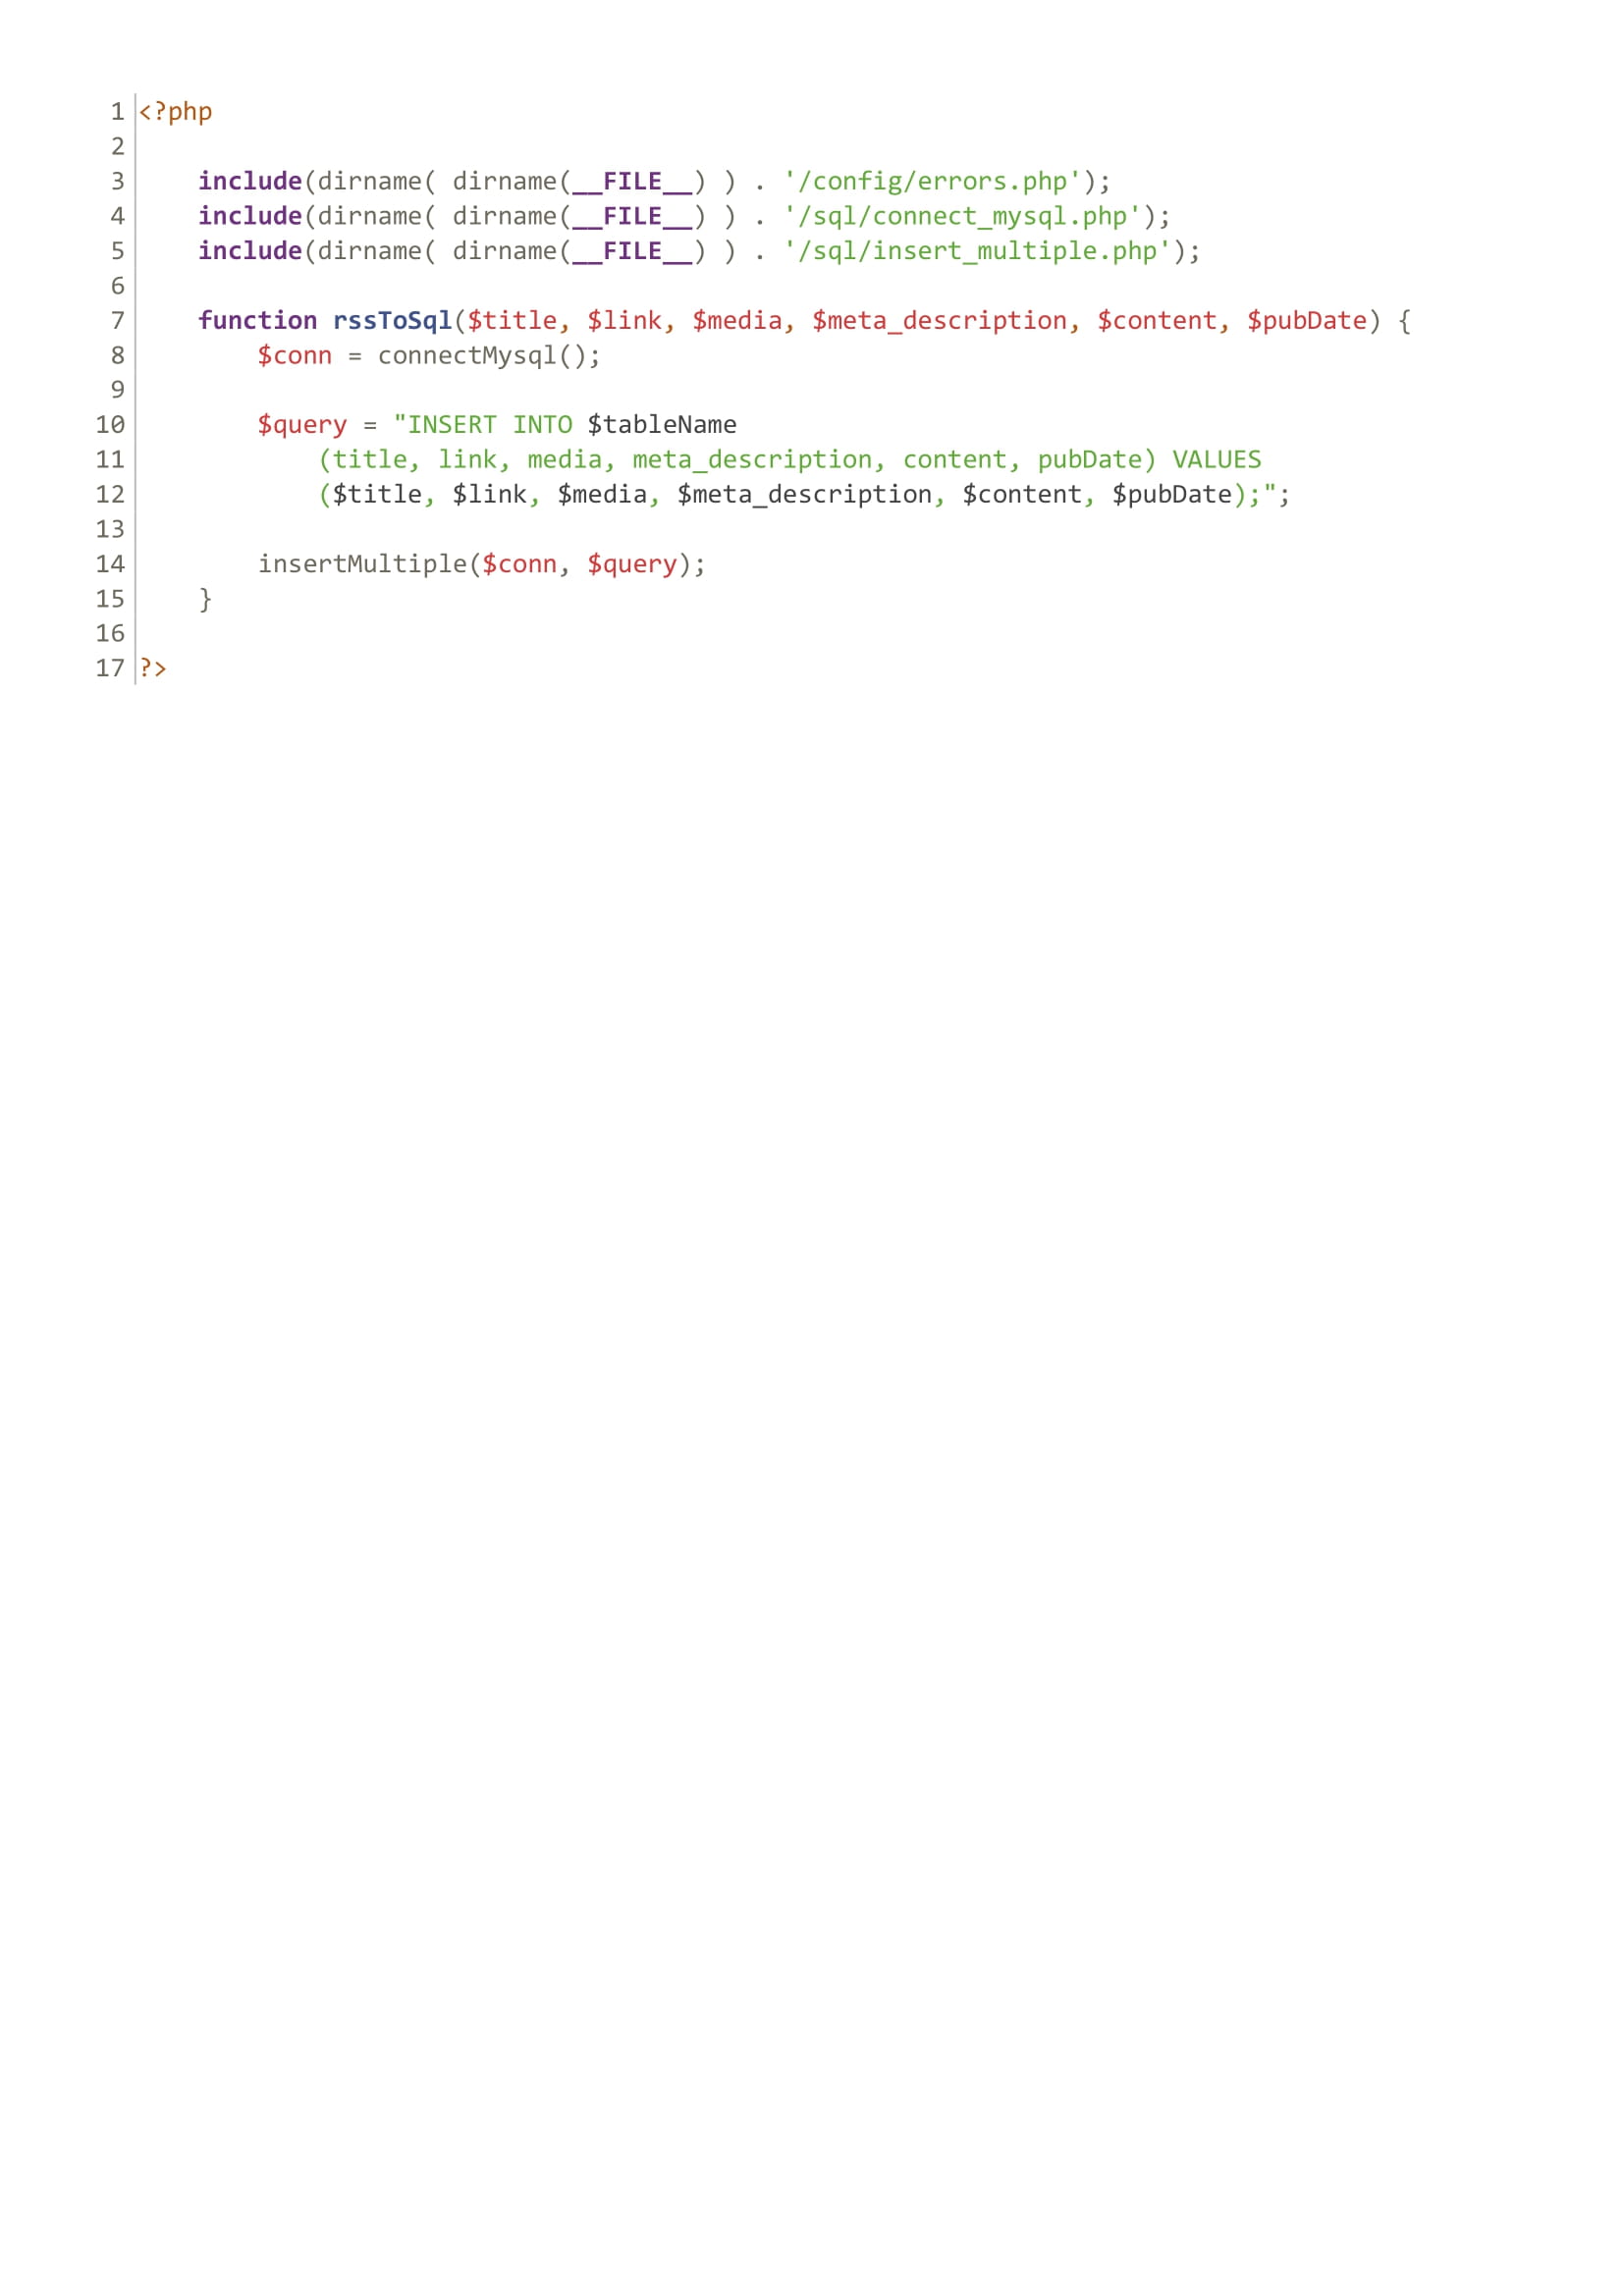 1 <?php
2
3     include(dirname( dirname(__FILE__) ) . '/config/errors.php');
4     include(dirname( dirname(__FILE__) ) . '/sql/connect_mysql.php');
5     include(dirname( dirname(__FILE__) ) . '/sql/insert_multiple.php');
6
7     function rssToSql($title, $link, $media, $meta_description, $content, $pubDate) {
8         $conn = connectMysql();
9
10         $query = "INSERT INTO $tableName
11             (title, link, media, meta_description, content, pubDate) VALUES
12             ($title, $link, $media, $meta_description, $content, $pubDate);";
13
14         insertMultiple($conn, $query);
15     }
16
17 ?>